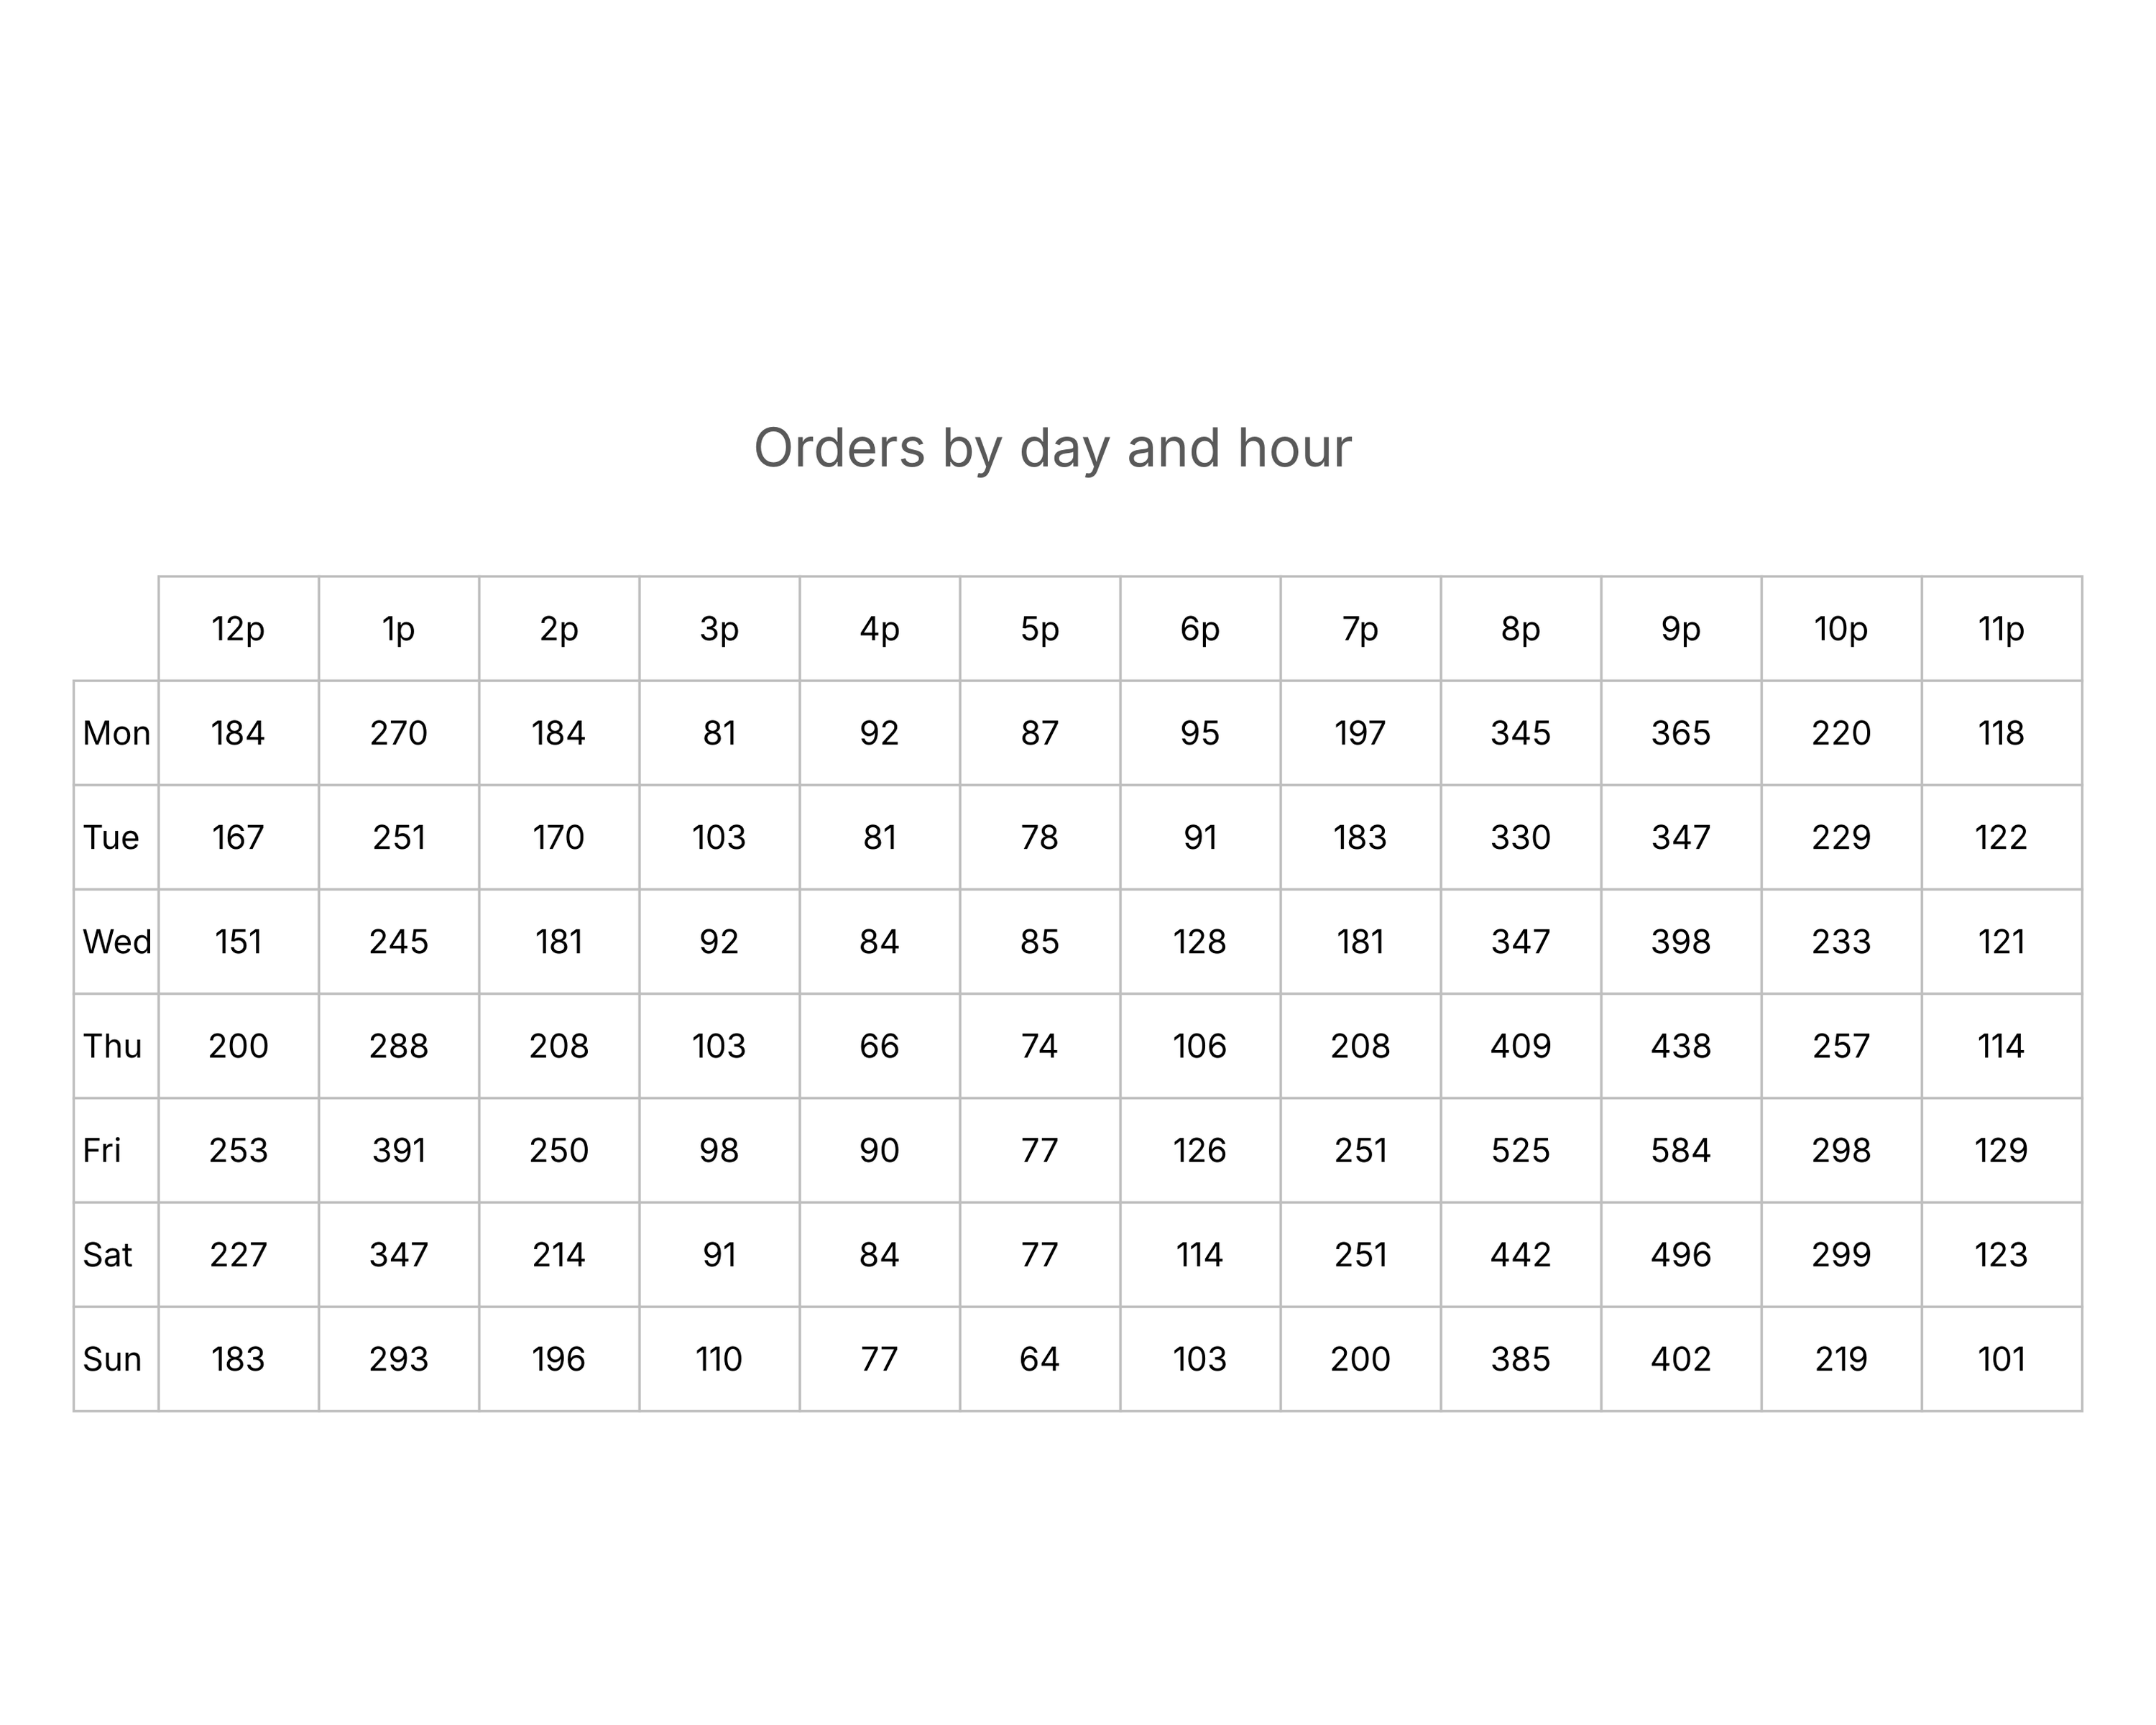 Orders by day and hour
12p 1p 2p 3p 4p 5p 6p 7p 8p 9p 10p 11p
Mon 184 270 184 81 92 87 95 197 345 365 220 118
Tue 167 251 170 103 81 78 91 183 330 347 229 122
Wed 151 245 181 92 84 85 128 181 347 398 233 121
Thu 200 288 208 103 66 74 106 208 409 438 257 114
Fri 253 391 250 98 90 77 126 251 525 584 298 129
Sat 227 347 214 91 84 77 114 251 442 496 299 123
Sun 183 293 196 110 77 64 103 200 385 402 219 101